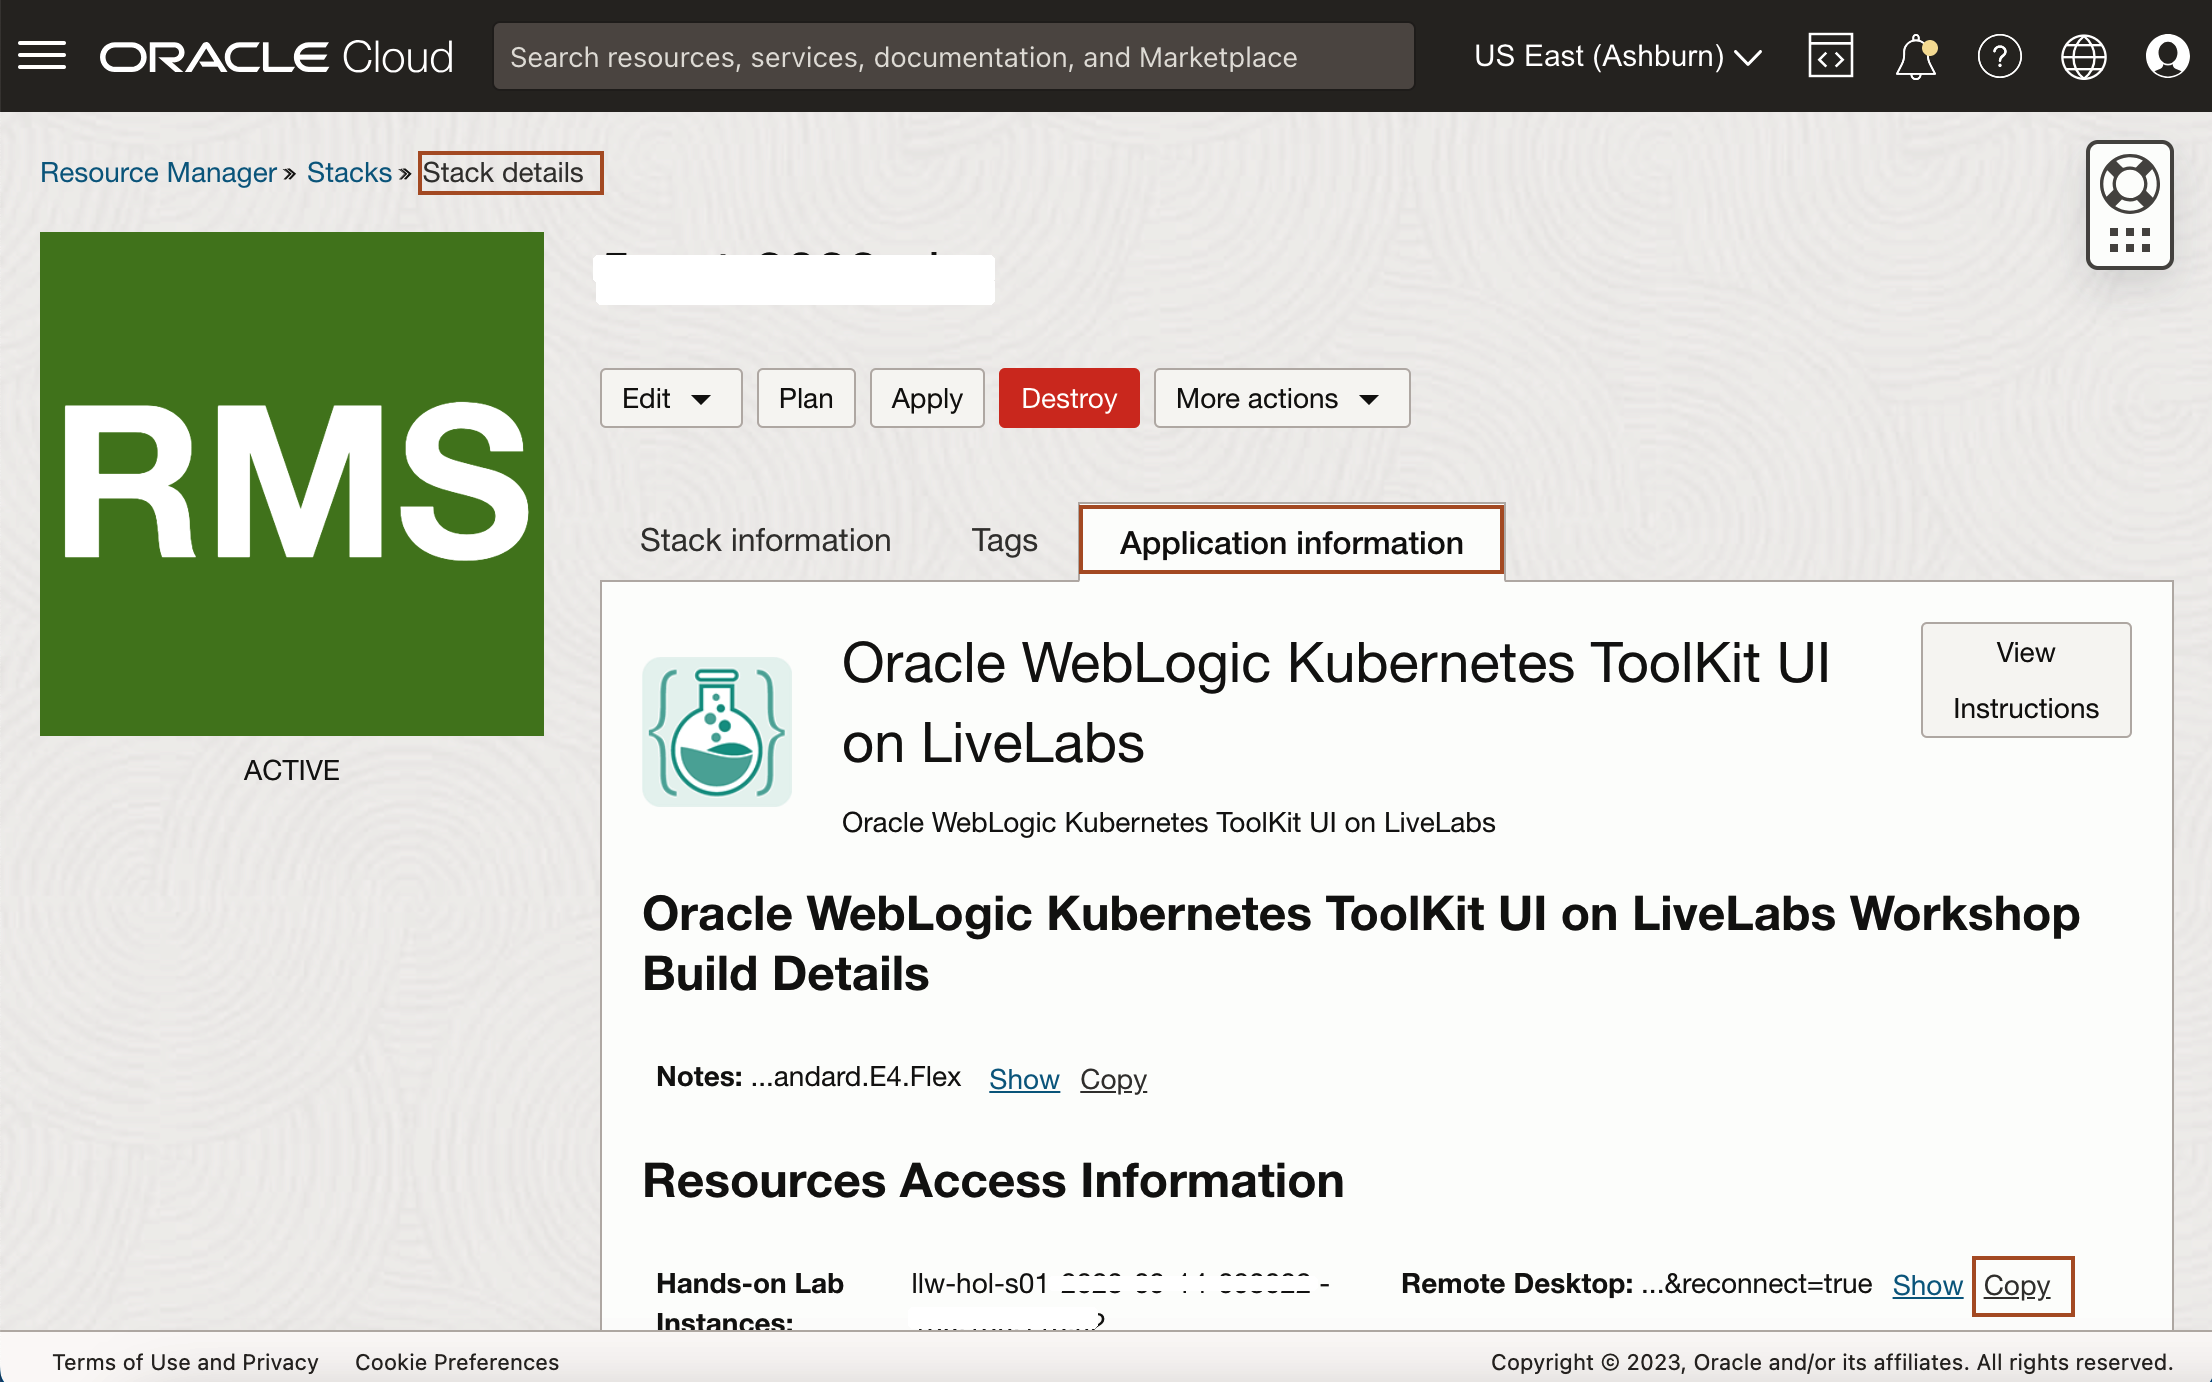 ORACLE Cloud
Search resources, services, documentation, and Marketplace
US East (Ashburn)
Resource Manager » Stacks » Stack details
RMS
ACTIVE
Edit
Plan
Apply
Destroy
More actions
Stack information
Tags
Application information
Oracle WebLogic Kubernetes ToolKit UI
on LiveLabs
View
Instructions
Oracle WebLogic Kubernetes ToolKit UI on LiveLabs
Oracle WebLogic Kubernetes ToolKit UI on LiveLabs Workshop
Build Details
Notes: ...andard.E4.Flex Show Copy
Resources Access Information
Hands-on Lab
Instances:
llw-hol-s01
Remote Desktop: ...&reconnect=true Show Copy
Terms of Use and Privacy
Cookie Preferences
Copyright © 2023, Oracle and/or its affiliates. All rights reserved.